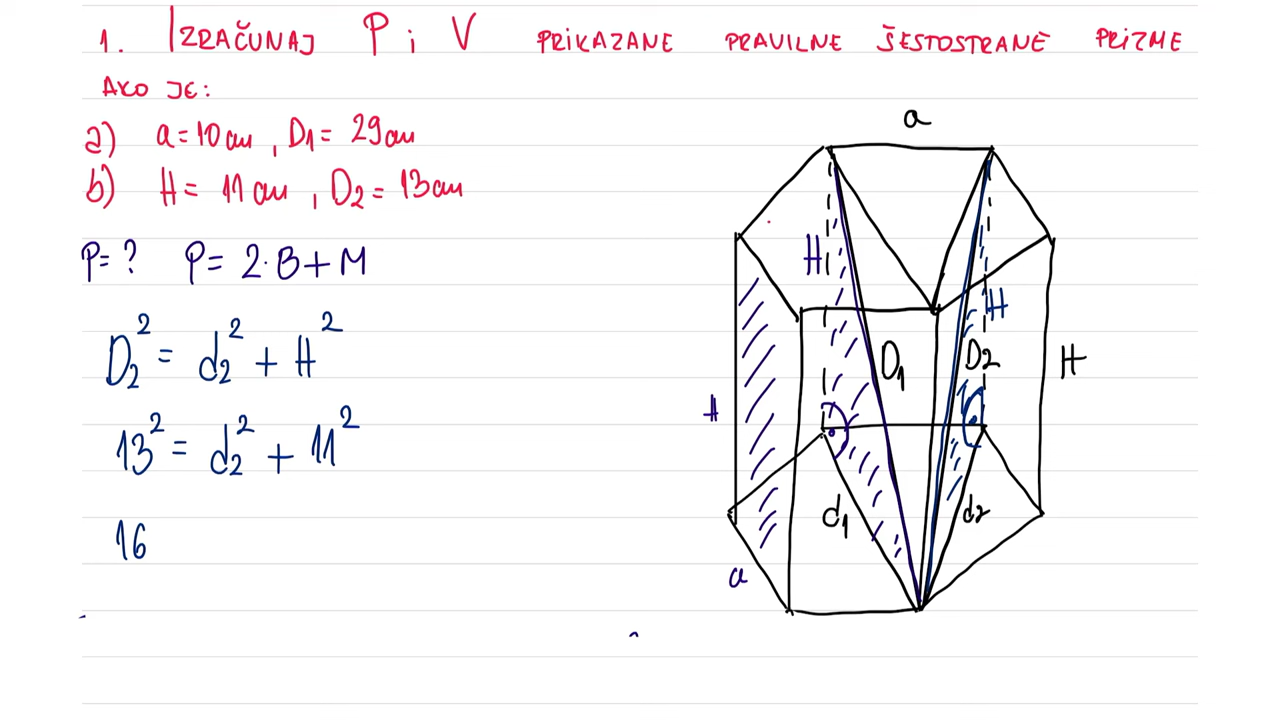 1. IZRAČUNAJ P i V PRIKAZANE PRAVILNE ŠESTOSTRANE PRIZME
AKO JE:
a) a = 10 cm , D1 = 29 cm
b) H = 11 cm , D2 = 13 cm
P = ? P = 2·B + M
D₂² = d₂² + H²
13² = d₂² + 11²
16
a
H
H
D₁
D2
H
H
d₁
d2
a